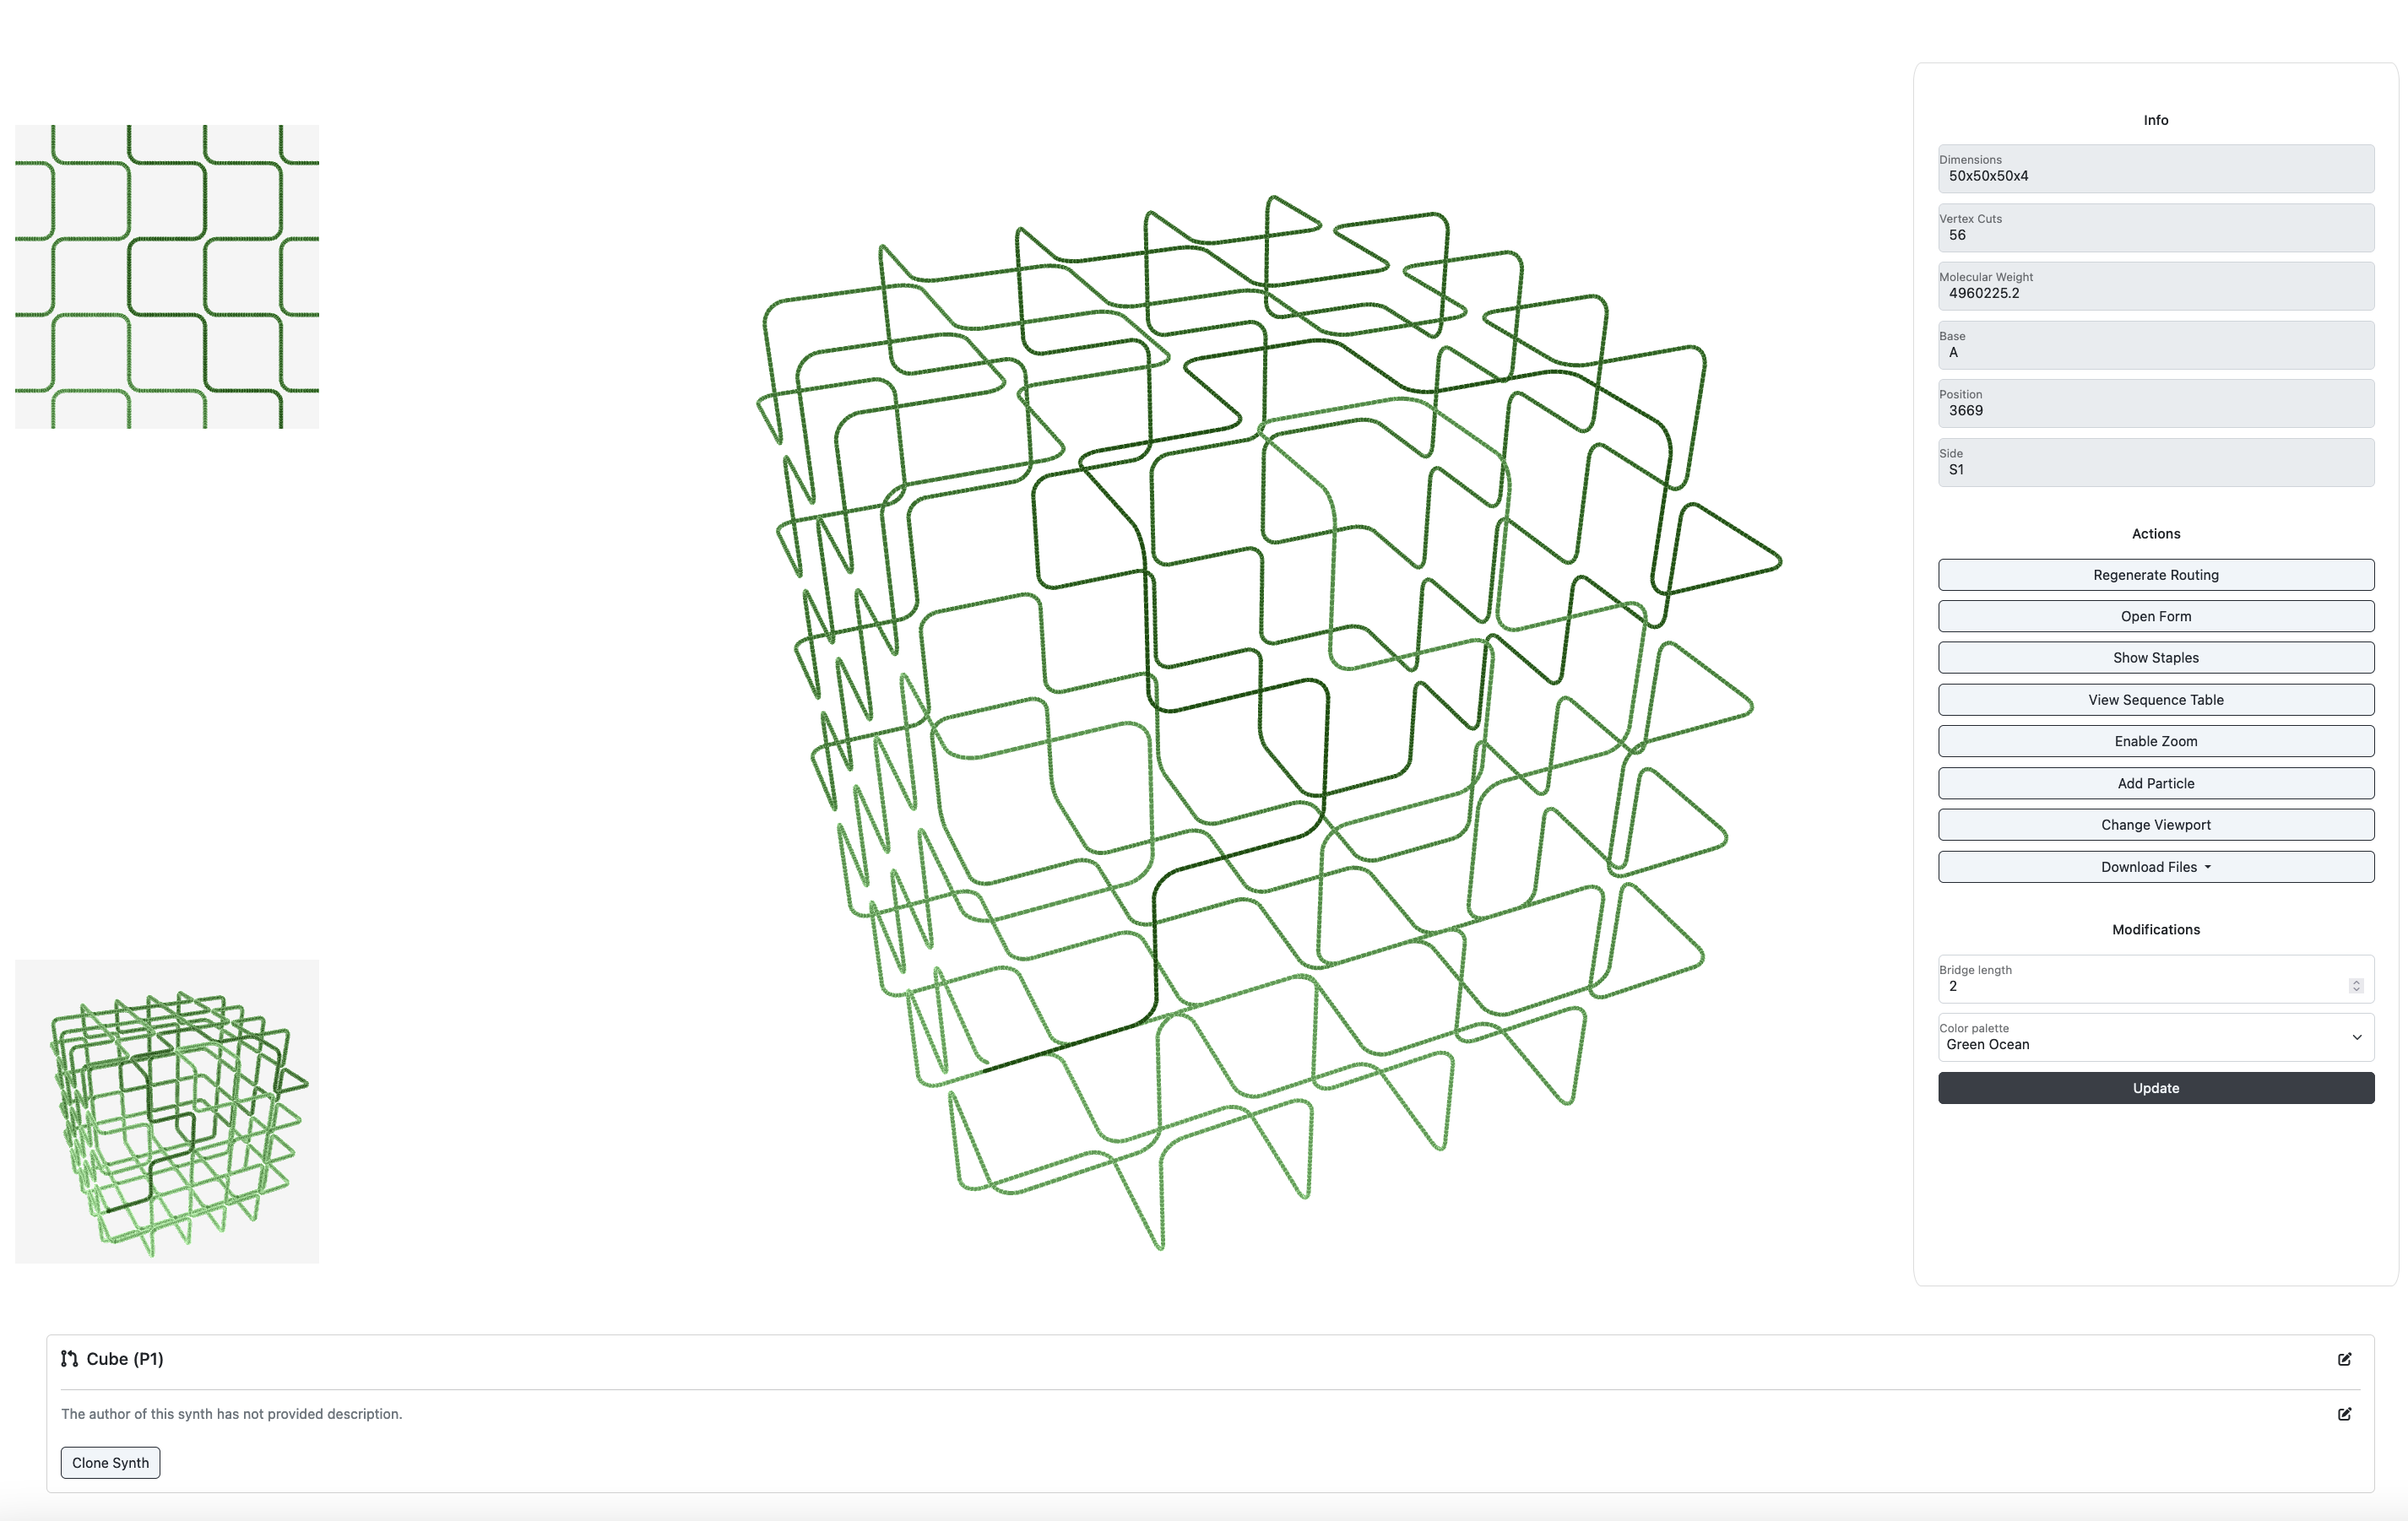 Info
Dimensions
50x50x50x4
Vertex Cuts
56
Molecular Weight
4960225.2
Base
A
Position
3669
Side
S1
Actions
Regenerate Routing
Open Form
Show Staples
View Sequence Table
Enable Zoom
Add Particle
Change Viewport
Download Files
Modifications
Bridge length
2
Color palette
Green Ocean
Update
Cube (P1)
The author of this synth has not provided description.
Clone Synth